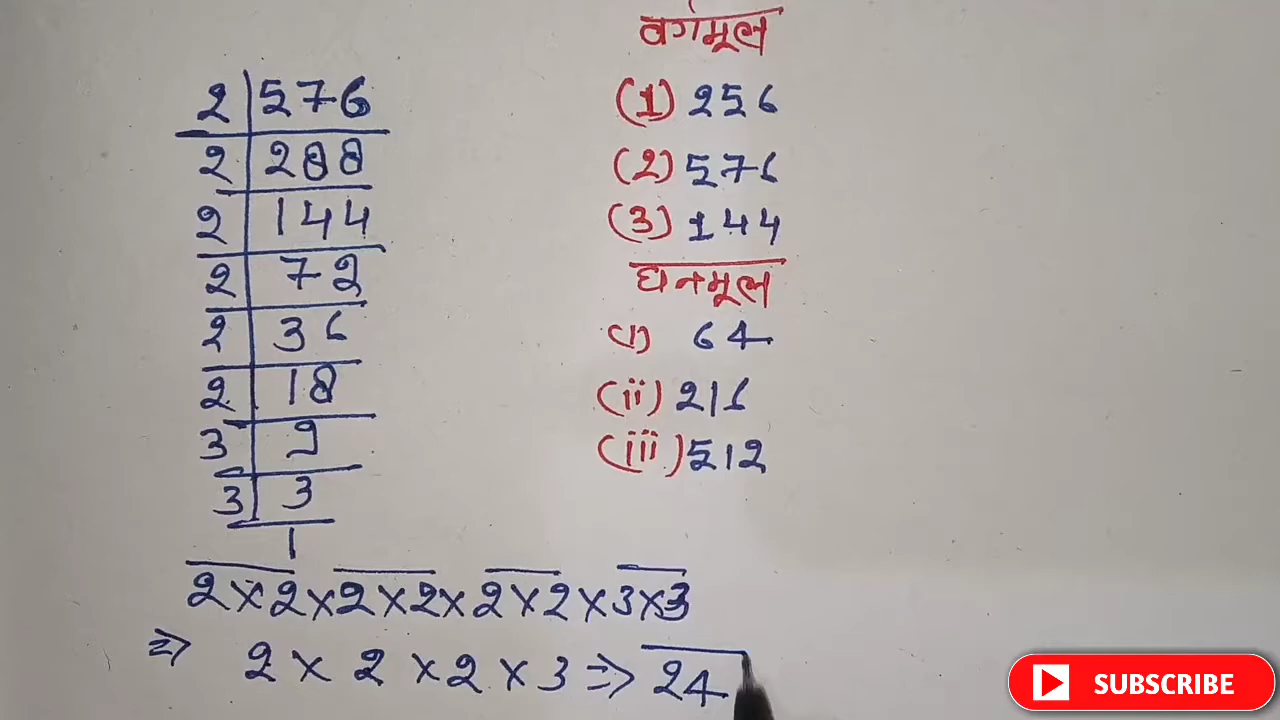 2 | 576
2 | 288
2 | 144
2 | 72
2 | 36
2 | 18
3 | 9
3 | 3
1
2×2×2×2×2×2×3×3
⇒ 2 × 2 × 2 × 3 ⇒ 24
वर्गमूल
(1) 256
(2) 576
(3) 144
घनमूल
(i) 64
(ii) 216
(iii) 512
SUBSCRIBE